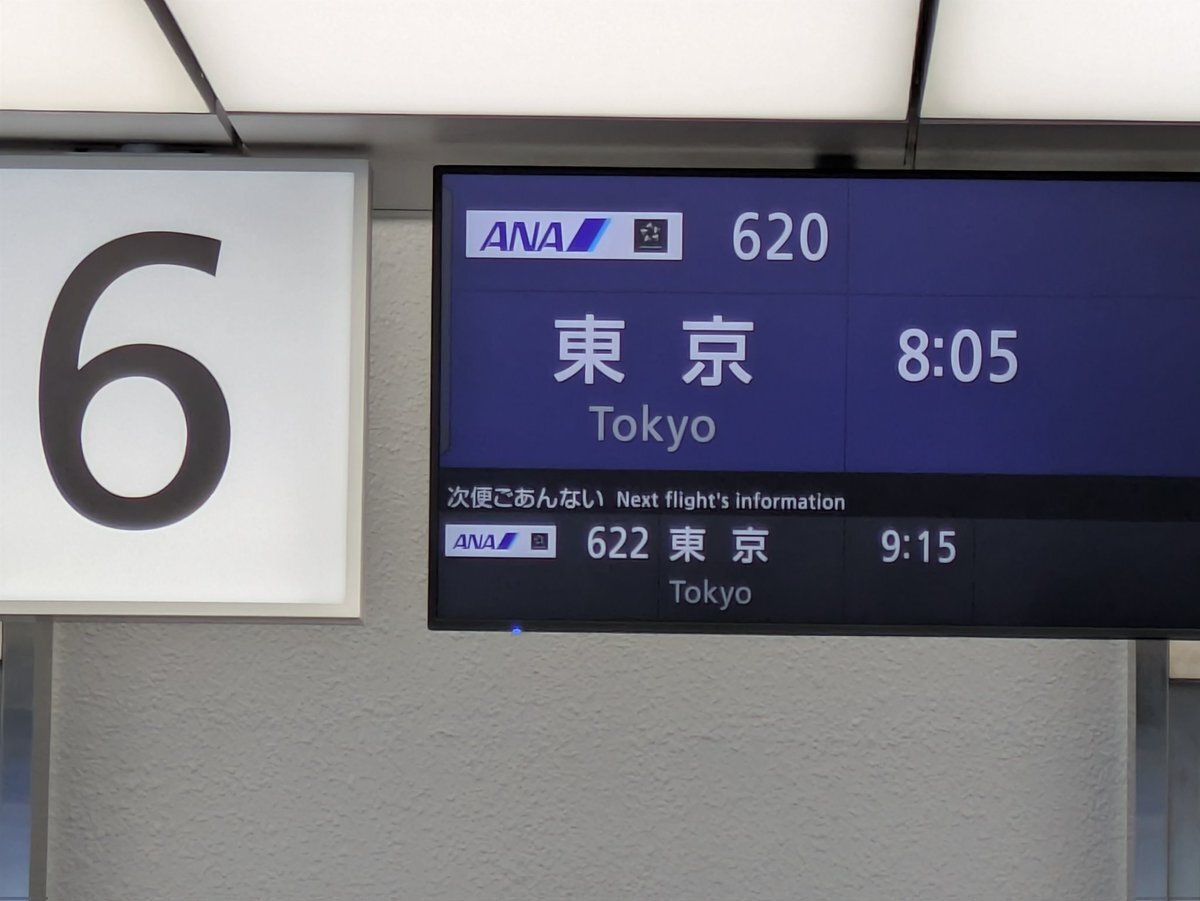 6
ANA 620
東京 8:05
Tokyo
次便ごあんない Next flight's information
ANA 622 東京 9:15
Tokyo